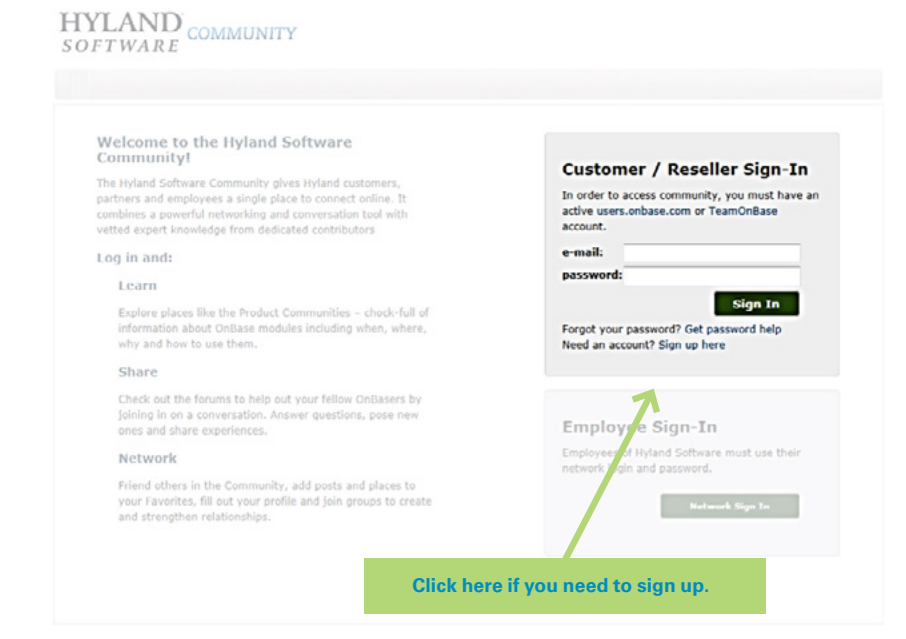 HYLAND
SOFTWARE
COMMUNITY
Welcome to the Hyland Software
Community!
The Hyland Software Community gives Hyland customers,
partners and employees a single place to connect online. It
combines a powerful networking and conversation tool with
vetted expert knowledge from dedicated contributors
Log in and:
Learn
Explore places like the Product Communities – chock-full of
information about OnBase modules including when, where,
why and how to use them.
Share
Check out the forums to help out your fellow OnBasers by
joining in on a conversation. Answer questions, pose new
ones and share experiences.
Network
Friend others in the Community, add posts and places to
your Favorites, fill out your profile and join groups to create
and strengthen relationships.
Customer / Reseller Sign-In
In order to access community, you must have an
active users.onbase.com or TeamOnBase
account.
e-mail:
password:
Sign In
Forgot your password? Get password help
Need an account? Sign up here
Employee Sign-In
Employees of Hyland Software must use their
network login and password.
Network Sign In
Click here if you need to sign up.